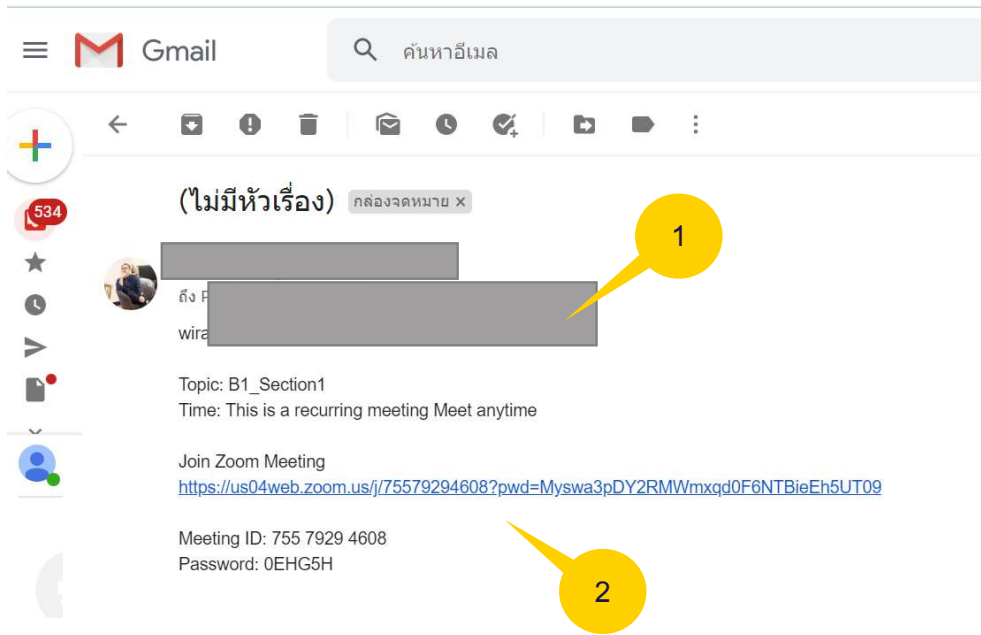 Gmail
ค้นหาอีเมล
(ไม่มีหัวเรื่อง) กล่องจดหมาย x
534
1
ถึง
Topic: B1_Section1
Time: This is a recurring meeting Meet anytime
Join Zoom Meeting
https://us04web.zoom.us/j/75579294608?pwd=Myswa3pDY2RMWmxqd0F6NTBieEh5UT09
Meeting ID: 755 7929 4608
Password: 0EHG5H
2